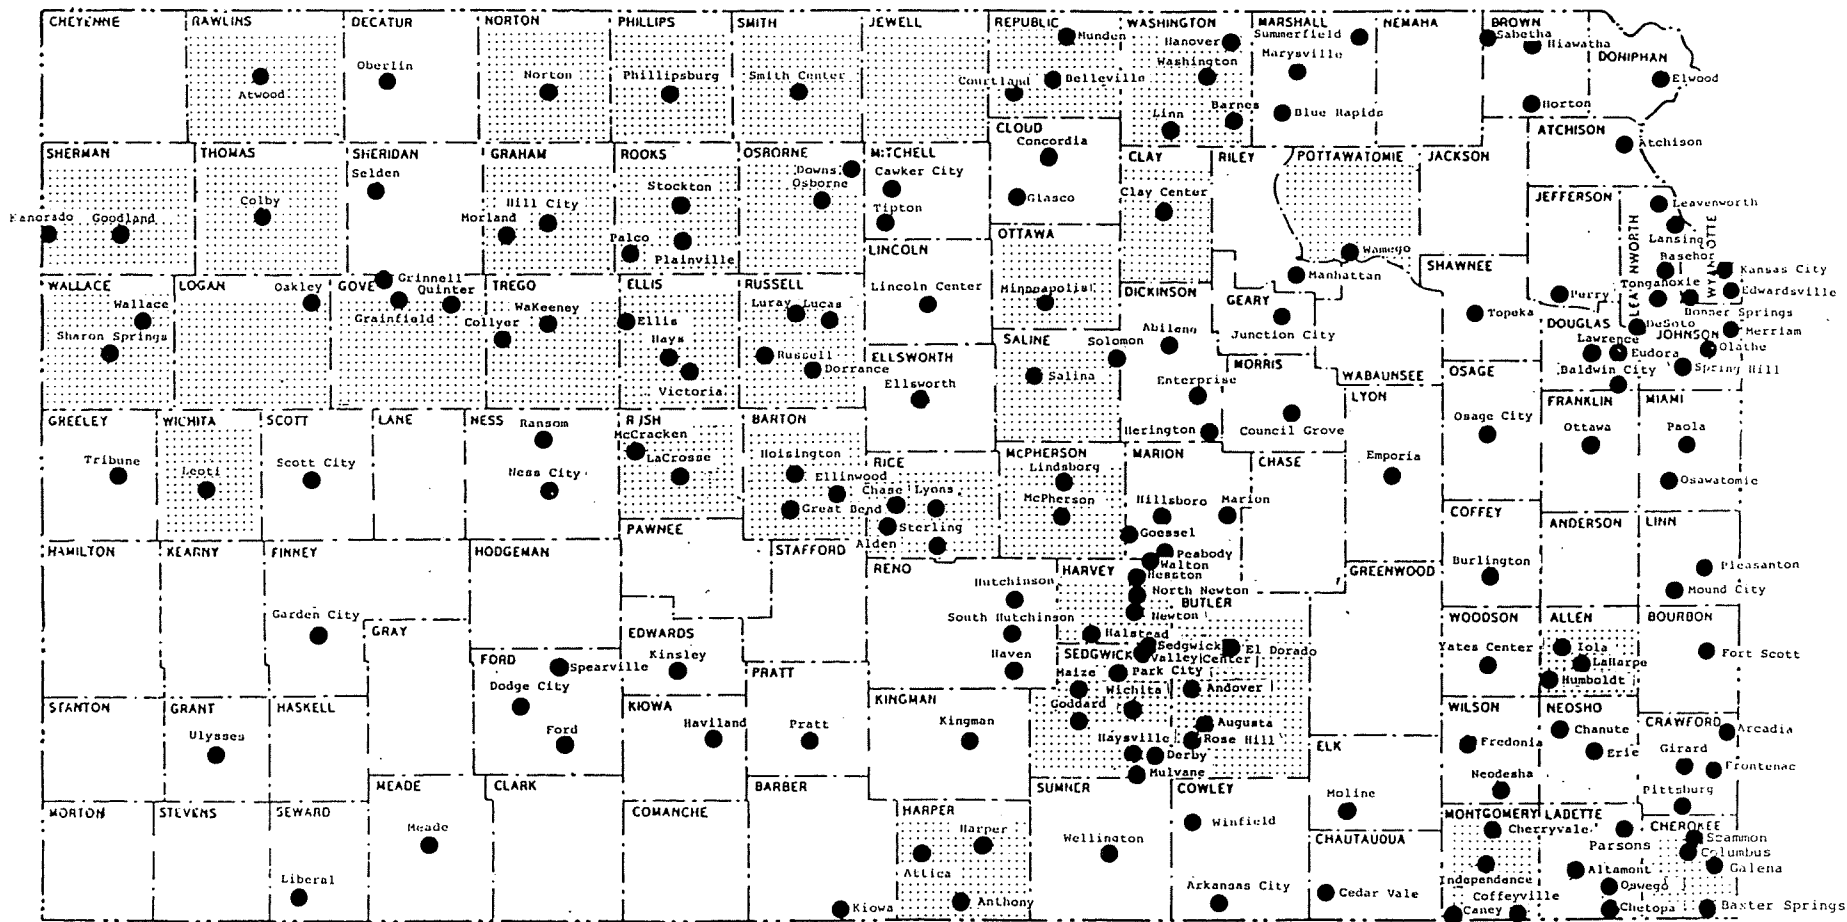 CHEYENNE
RAWLINS
DECATUR
NORTON
PHILLIPS
SMITH
JEWELL
REPUBLIC
WASHINGTON
MARSHALL
NEMAHA
BROWN
DONIPHAN
Atwood
Oberlin
Norton
Phillipsburg
Smith Center
Munden
Courtland
Belleville
Hanover
Washington
Linn
Barnes
Summerfield
Marysville
Blue Rapids
Sabetha
Hiawatha
Horton
Elwood
SHERMAN
THOMAS
SHERIDAN
GRAHAM
ROOKS
OSBORNE
MITCHELL
CLOUD
CLAY
RILEY
POTTAWATOMIE
JACKSON
ATCHISON
JEFFERSON
Kanorado
Goodland
Colby
Selden
Hill City
Morland
Stockton
Palco
Plainville
Downs
Osborne
Cawker City
Tipton
Concordia
Glasco
Clay Center
Wamego
Manhattan
Atchison
Leavenworth
Lansing
WALLACE
LOGAN
GOVE
TREGO
ELLIS
RUSSELL
LINCOLN
OTTAWA
DICKINSON
GEARY
SHAWNEE
WYANDOTTE
DOUGLAS
JOHNSON
Wallace
Sharon Springs
Oakley
Grinnell
Quinter
Grainfield
WaKeeney
Collyer
Ellis
Hays
Victoria
Luray
Lucas
Russell
Dorrance
Lincoln Center
Minneapolis
Abilene
Solomon
Enterprise
Herington
Junction City
Topeka
Perry
Basehor
Tonganoxie
Kansas City
Edwardsville
Bonner Springs
DeSoto
Merriam
Lawrence
Eudora
Olathe
Baldwin City
Spring Hill
ELLSWORTH
SALINE
MORRIS
WABAUNSEE
OSAGE
FRANKLIN
MIAMI
LYON
Ellsworth
Salina
Council Grove
Osage City
Ottawa
Paola
Osawatomie
GREELEY
WICHITA
SCOTT
LANE
NESS
BARTON
RICE
MCPHERSON
MARION
CHASE
Tribune
Leoti
Scott City
Ransom
Ness City
McCracken
LaCrosse
Hoisington
Ellinwood
Great Bend
Chase
Lyons
Sterling
Alden
Lindsborg
McPherson
Hillsboro
Marion
Goessel
Peabody
Emporia
COFFEY
ANDERSON
LINN
Burlington
Pleasanton
Mound City
HAMILTON
KEARNY
FINNEY
HODGEMAN
PAWNEE
STAFFORD
RENO
HARVEY
BUTLER
GREENWOOD
Garden City
GRAY
EDWARDS
Kinsley
Hutchinson
South Hutchinson
Haven
Walton
Hesston
North Newton
Newton
Halstead
WOODSON
ALLEN
BOURBON
Yates Center
Iola
LaHarpe
Humboldt
Fort Scott
FORD
Spearville
Dodge City
Ford
PRATT
Pratt
SEDGWICK
Sedgwick
Valley Center
El Dorado
Maize
Park City
Wichita
Andover
Goddard
Augusta
Haysville
Rose Hill
Derby
Mulvane
STANTON
GRANT
HASKELL
Ulysses
KIOWA
Haviland
KINGMAN
Kingman
ELK
WILSON
NEOSHO
CRAWFORD
Fredonia
Neodesha
Chanute
Erie
Arcadia
Girard
Frontenac
Pittsburg
MORTON
STEVENS
SEWARD
MEADE
CLARK
COMANCHE
BARBER
HARPER
SUMNER
COWLEY
CHAUTAUQUA
MONTGOMERY
LABETTE
CHEROKEE
Liberal
Meade
Kiowa
Harper
Attica
Anthony
Wellington
Winfield
Arkansas City
Moline
Cedar Vale
Cherryvale
Independence
Coffeyville
Caney
Parsons
Altamont
Oswego
Chetopa
Scammon
Columbus
Galena
Baxter Springs